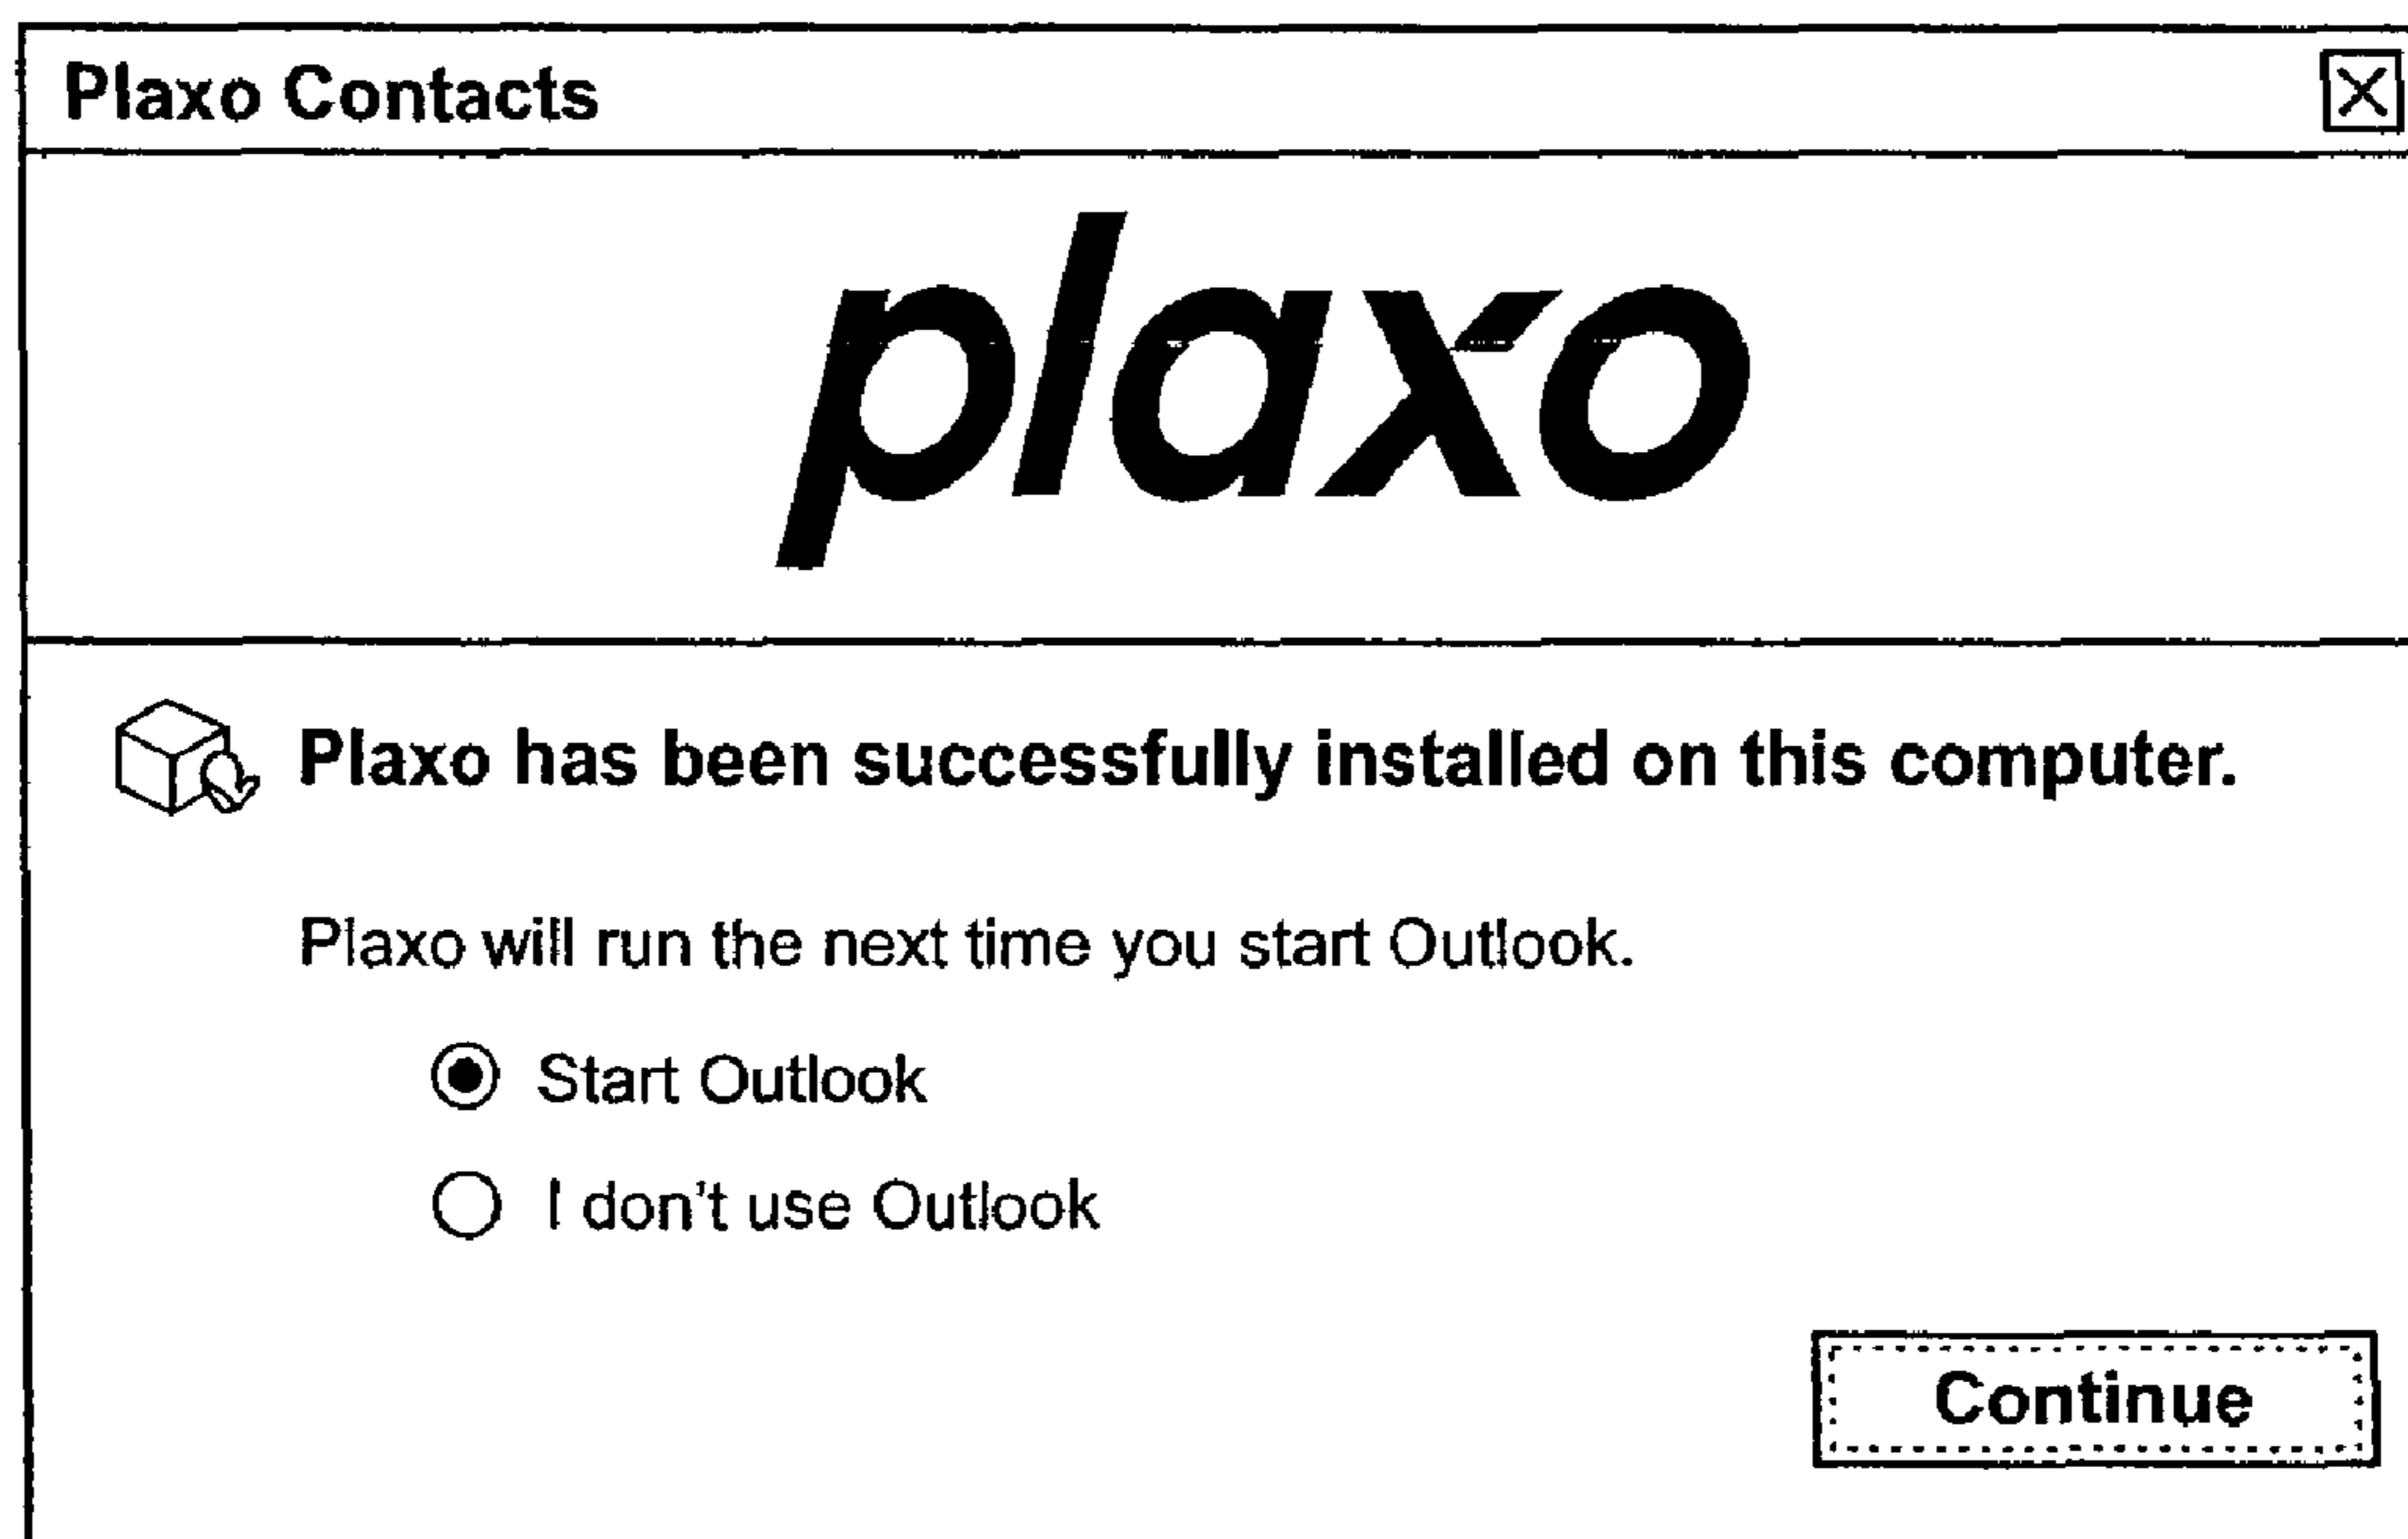 Plaxo Contacts
plaxo
Plaxo has been successfully installed on this computer.
Plaxo will run the next time you start Outlook.
Start Outlook
I don't use Outlook
Continue